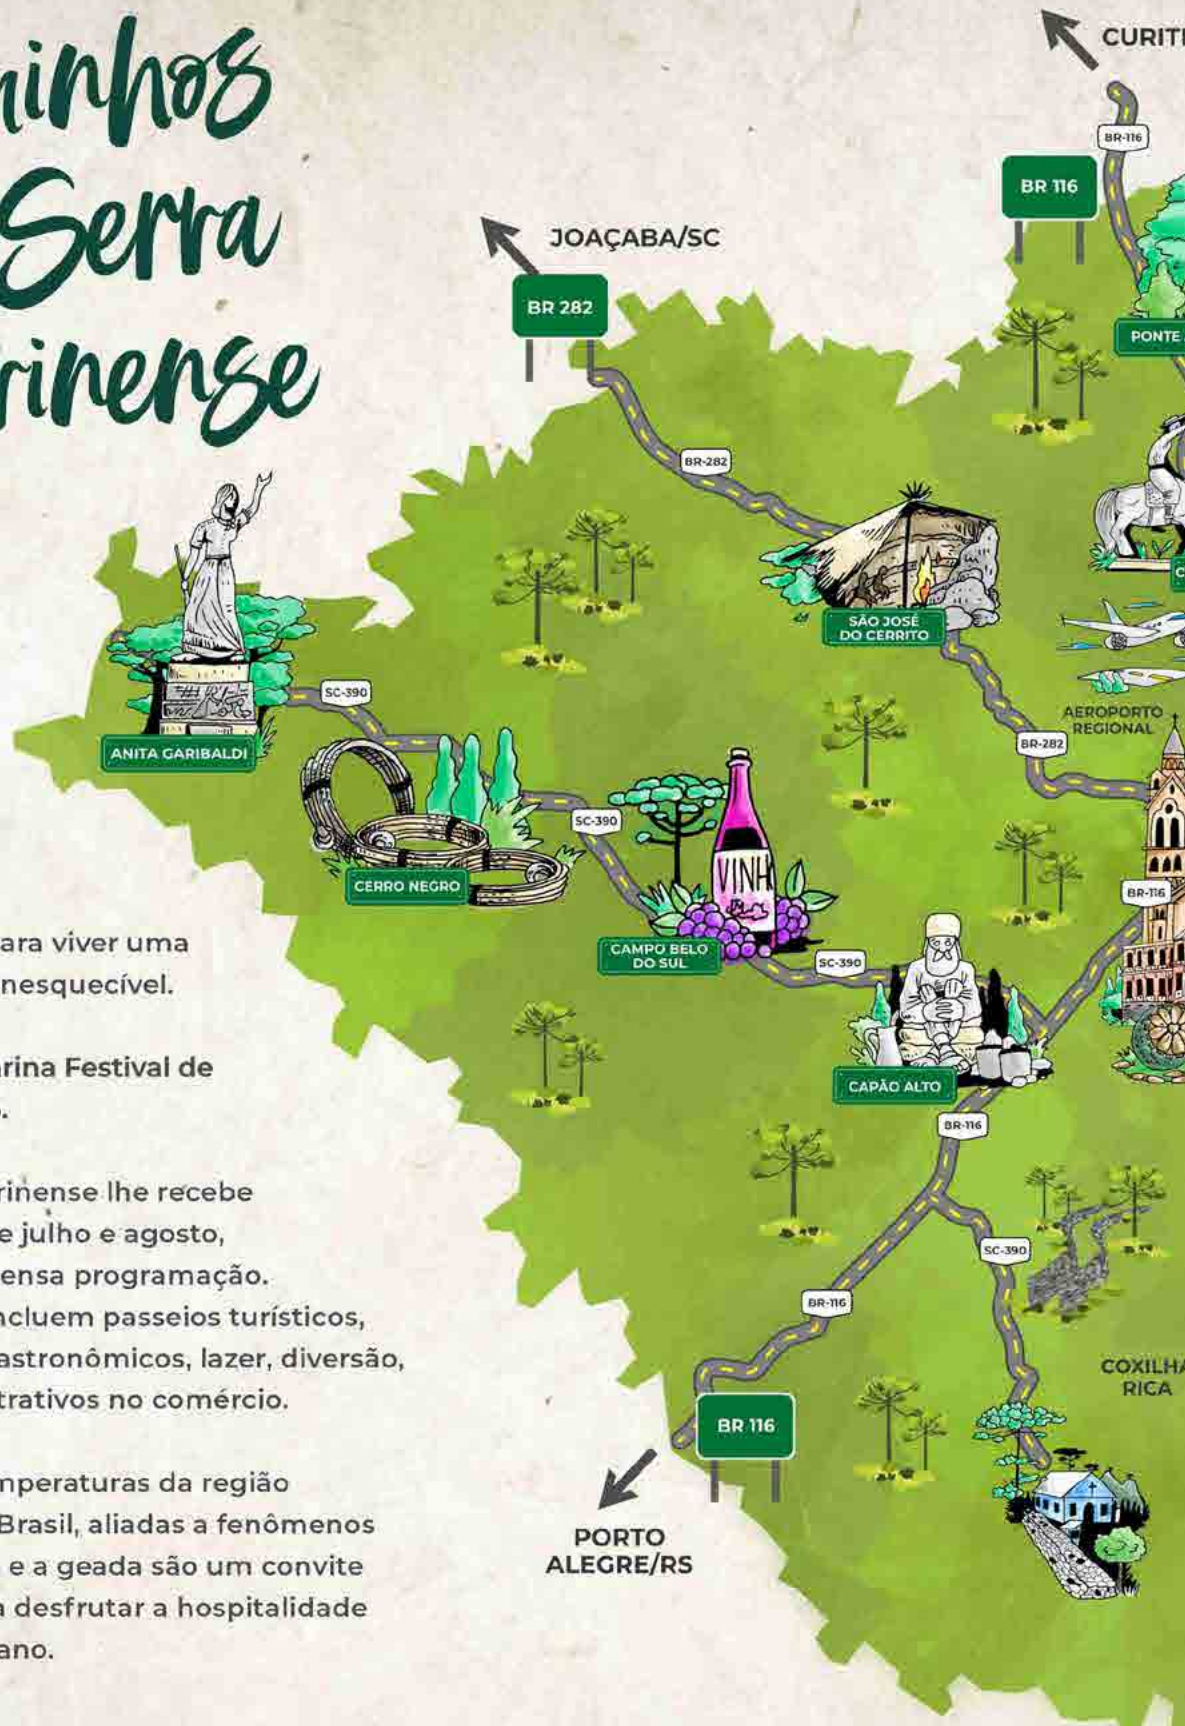 minhos
Serra
rinense
ara viver uma
nesquecível.
rina Festival de
rinense lhe recebe
e julho e agosto,
ensa programação.
ncluem passeios turísticos,
astronômicos, lazer, diversão,
trativos no comércio.
mperaturas da região
Brasil, aliadas a fenômenos
e a geada são um convite
a desfrutar a hospitalidade
ano.
CURITI
BR-116
BR 116
JOAÇABA/SC
BR 282
PONTE
BR-282
SÃO JOSÉ
DO CERRITO
C
SC-390
ANITA GARIBALDI
AEROPORTO
REGIONAL
BR-282
SC-390
CERRO NEGRO
VINH
BR-116
CAMPO BELO
DO SUL
SC-390
CAPÃO ALTO
BR-116
SC-390
BR-116
COXILHA
RICA
BR 116
PORTO
ALEGRE/RS